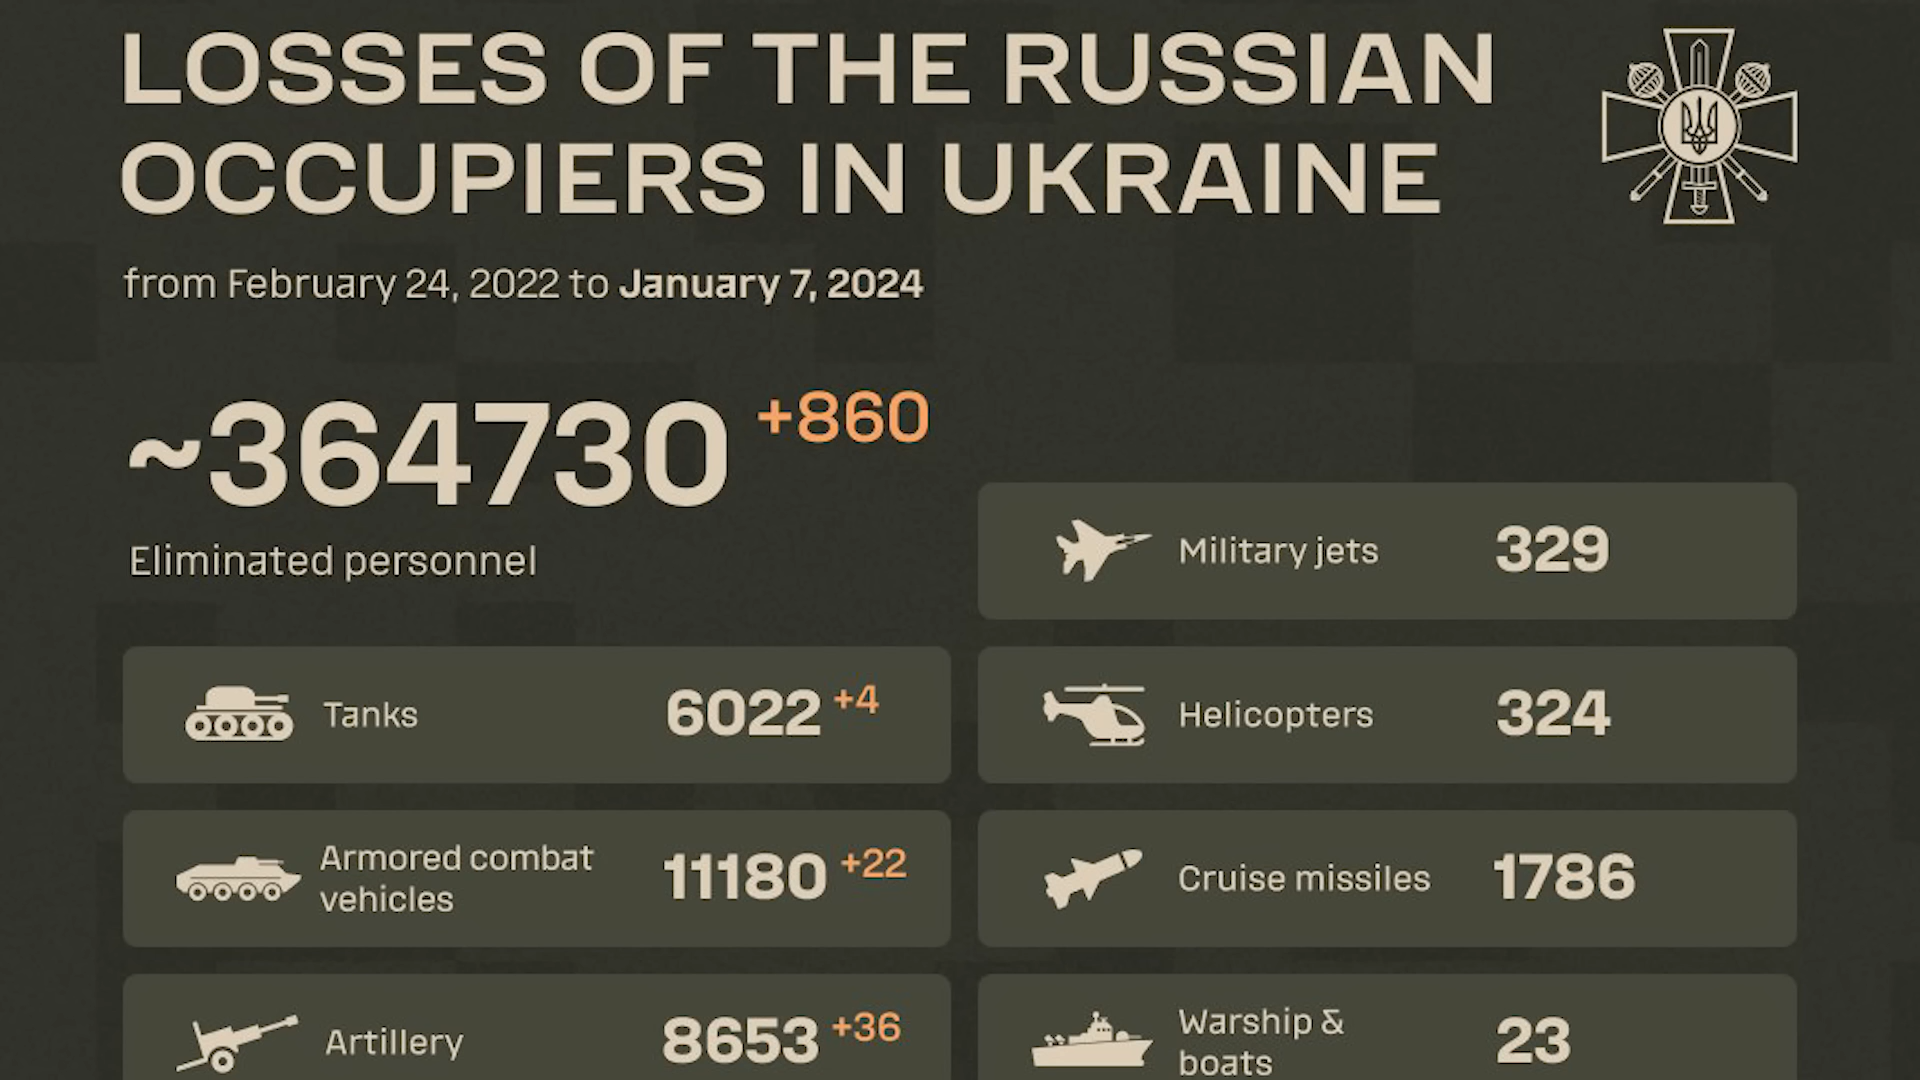 LOSSES OF THE RUSSIAN
OCCUPIERS IN UKRAINE
from February 24, 2022 to January 7, 2024
~364730 +860
Eliminated personnel
Military jets 329
Tanks 6022 +4
Helicopters 324
Armored combat
vehicles 11180 +22
Cruise missiles 1786
Artillery 8653 +36
Warship &
boats 23